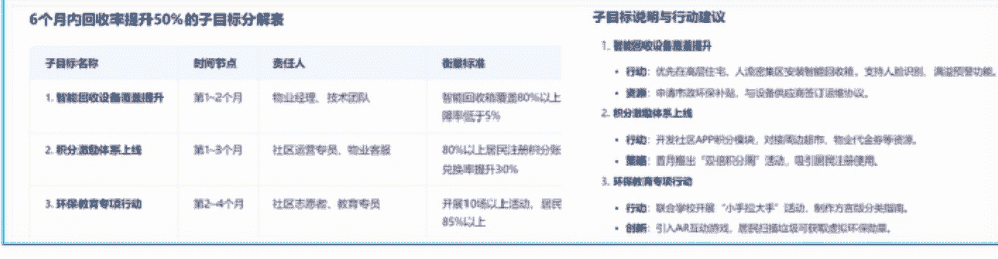 6个月内回收率提升50%的子目标分解表
子目标名称 时间节点 责任人 衡量标准
1. 智能回收设备覆盖提升 第1~2个月 物业经理、技术团队 智能回收箱覆盖80%以上
障率低于5%
2. 积分激励体系上线 第1~3个月 社区运营专员、物业客服 80%以上居民注册积分账
兑换率提升30%
3. 环保教育专项行动 第2~4个月 社区志愿者、教育专员 开展10场以上活动、居民
85%以上
子目标说明与行动建议
1. 智能回收设备覆盖提升
• 行动：优先在高层住宅、人流密集区安装智能回收箱，支持人脸识别、满溢预警功能。
• 资源：申请市政环保补贴、与设备供应商签订运维协议。
2. 积分激励体系上线
• 行动：开发社区APP积分模块，对接周边超市、物业代金券等资源。
• 策略：首月推出“双倍积分周”活动，吸引居民注册使用。
3. 环保教育专项行动
• 行动：联合学校开展“小手拉大手”活动、制作方言版分类指南。
• 创新：引入AR互动游戏，居民扫描垃圾可获取虚拟环保勋章。